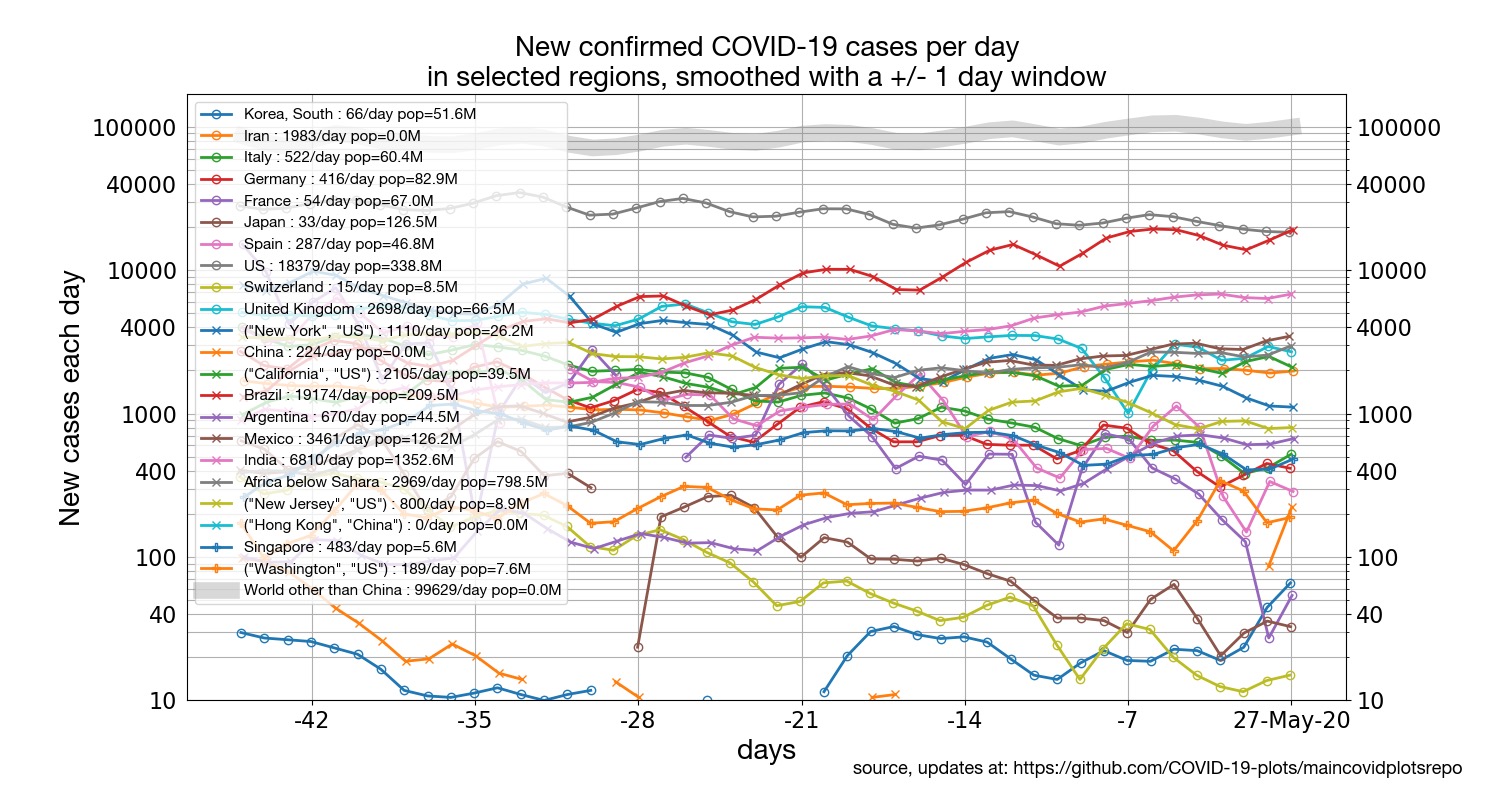 New confirmed COVID-19 cases per day
in selected regions, smoothed with a +/- 1 day window
New cases each day
100000
40000
10000
4000
1000
400
100
40
10
Korea, South : 66/day pop=51.6M
Iran : 1983/day pop=0.0M
Italy : 522/day pop=60.4M
Germany : 416/day pop=82.9M
France : 54/day pop=67.0M
Japan : 33/day pop=126.5M
Spain : 287/day pop=46.8M
US : 18379/day pop=338.8M
Switzerland : 15/day pop=8.5M
United Kingdom : 2698/day pop=66.5M
("New York", "US") : 1110/day pop=26.2M
China : 224/day pop=0.0M
("California", "US") : 2105/day pop=39.5M
Brazil : 19174/day pop=209.5M
Argentina : 670/day pop=44.5M
Mexico : 3461/day pop=126.2M
India : 6810/day pop=1352.6M
Africa below Sahara : 2969/day pop=798.5M
("New Jersey", "US") : 800/day pop=8.9M
("Hong Kong", "China") : 0/day pop=0.0M
Singapore : 483/day pop=5.6M
("Washington", "US") : 189/day pop=7.6M
World other than China : 99629/day pop=0.0M
100000
40000
10000
4000
1000
400
100
40
10
-42 -35 -28 -21 -14 -7 27-May-20
days
source, updates at: https://github.com/COVID-19-plots/maincovidplotsrepo